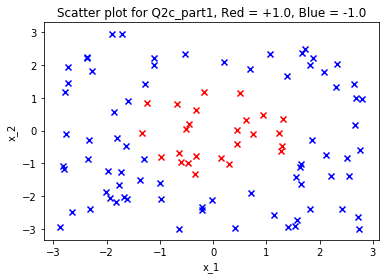 Scatter plot for Q2c_part1, Red = +1.0, Blue = -1.0
3
2
1
0
−1
−2
−3
x_2
−3 −2 −1 0 1 2 3
x_1